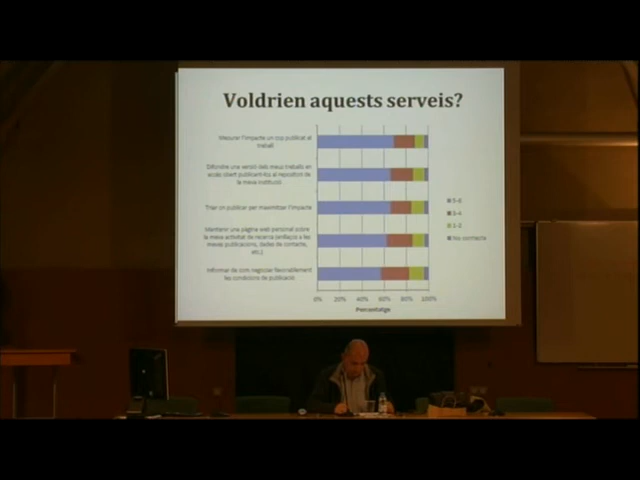 Voldrien aquests serveis?
Mesurar l'impacte un cop publicat el
treball
Difondre una versió dels meus treballs en
accés obert publicant-los al repositori de
la meva institució.
Triar on publicar per maximitzar l'impacte
Mantenir una pàgina web personal sobre
la meva activitat de recerca (enllaços a les
meves publicacions, dades de contacte,
etc.)
Informar de com negociar favorablement
les condicions de publicació
5-6
3-4
1-2
No contesta
0% 20% 40% 60% 80% 100%
Percentatge